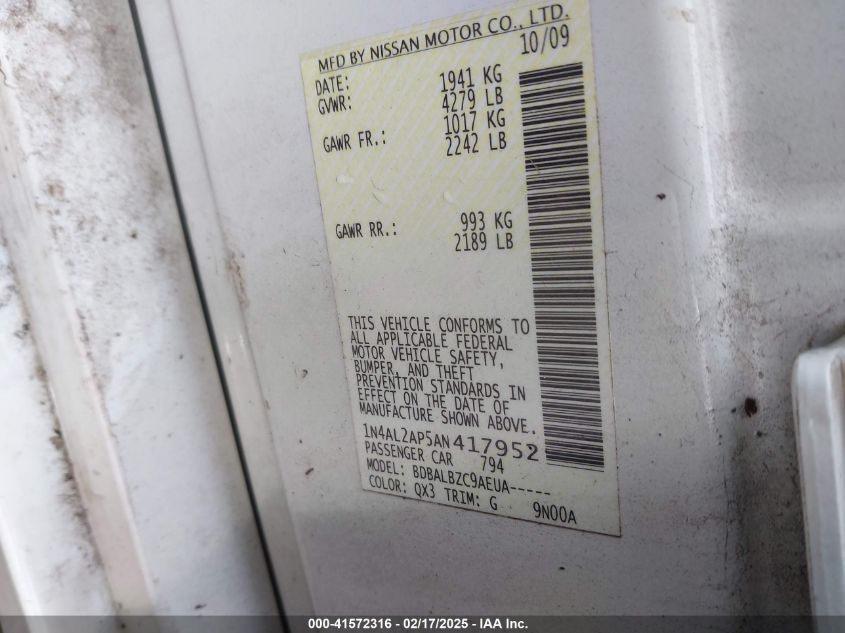 MFD BY NISSAN MOTOR CO., LTD.
DATE: 10/09
GVWR: 1941 KG
4279 LB
GAWR FR.: 1017 KG
2242 LB
GAWR RR.: 993 KG
2189 LB
THIS VEHICLE CONFORMS TO
ALL APPLICABLE FEDERAL
MOTOR VEHICLE SAFETY,
BUMPER, AND THEFT
PREVENTION STANDARDS IN
EFFECT ON THE DATE OF
MANUFACTURE SHOWN ABOVE.
1N4AL2AP5AN417952
PASSENGER CAR 794
MODEL: BDBALBZC9AEUA-----
COLOR: QX3 TRIM: G 9N00A
000-41572316 - 02/17/2025 - IAA Inc.